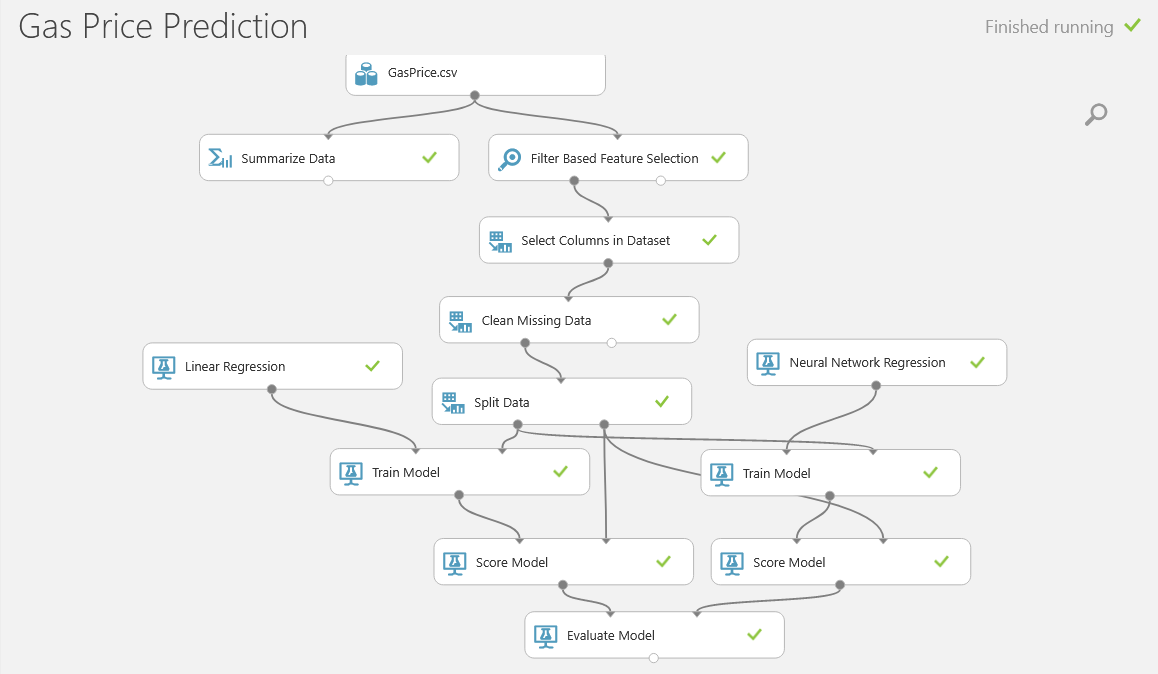 Gas Price Prediction
Finished running
GasPrice.csv
Summarize Data
Filter Based Feature Selection
Select Columns in Dataset
Clean Missing Data
Linear Regression
Neural Network Regression
Split Data
Train Model
Train Model
Score Model
Score Model
Evaluate Model